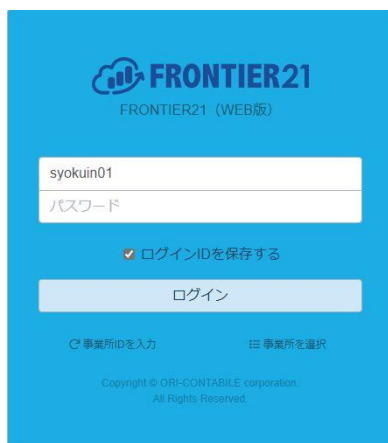 FRONTIER21
FRONTIER21（WEB版）
syokuin01
パスワード
ログインIDを保存する
ログイン
事業所IDを入力
事業所を選択
Copyright © ORI-CONTABILE corporation.
All Rights Reserved.